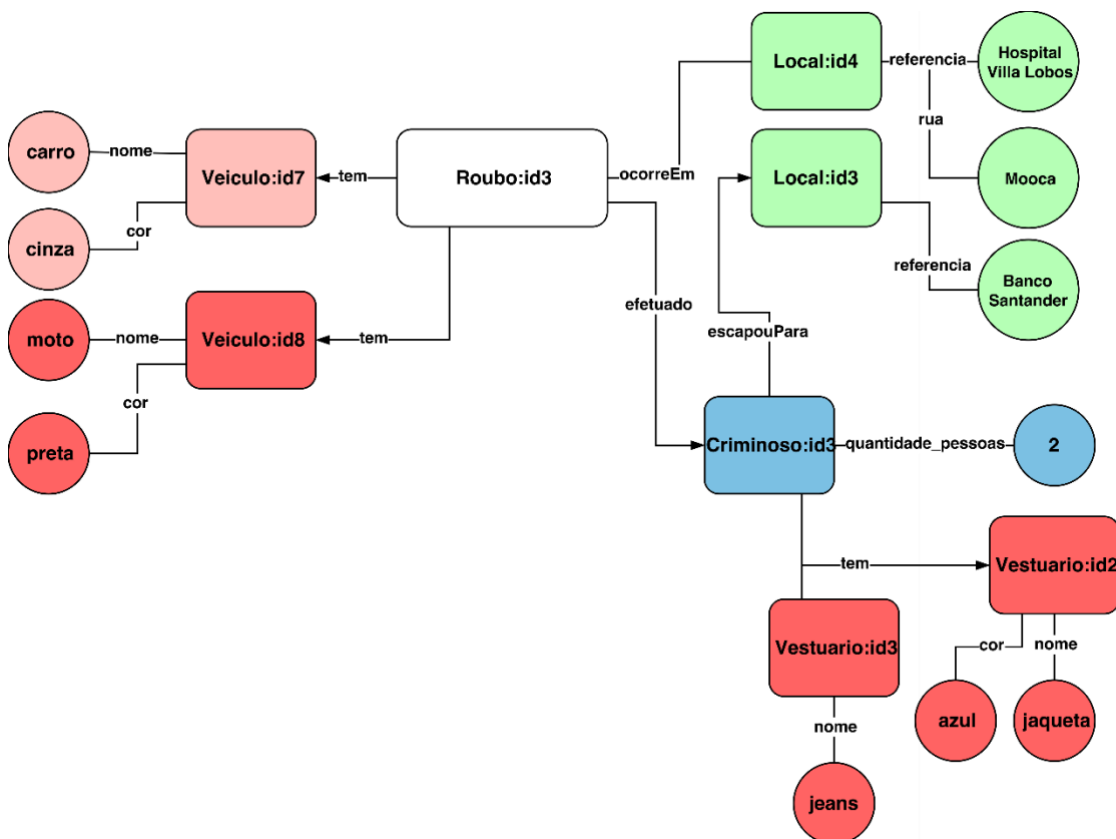 Local:id4
referencia
Hospital
Villa Lobos
rua
carro
nome
Veiculo:id7
tem
Roubo:id3
ocorreEm
Local:id3
Mooca
cor
cinza
referencia
Banco
Santander
efetuado
moto
nome
Veiculo:id8
tem
escapouPara
cor
preta
Criminoso:id3
quantidade_pessoas
2
tem
Vestuario:id2
Vestuario:id3
cor
nome
azul
jaqueta
nome
jeans